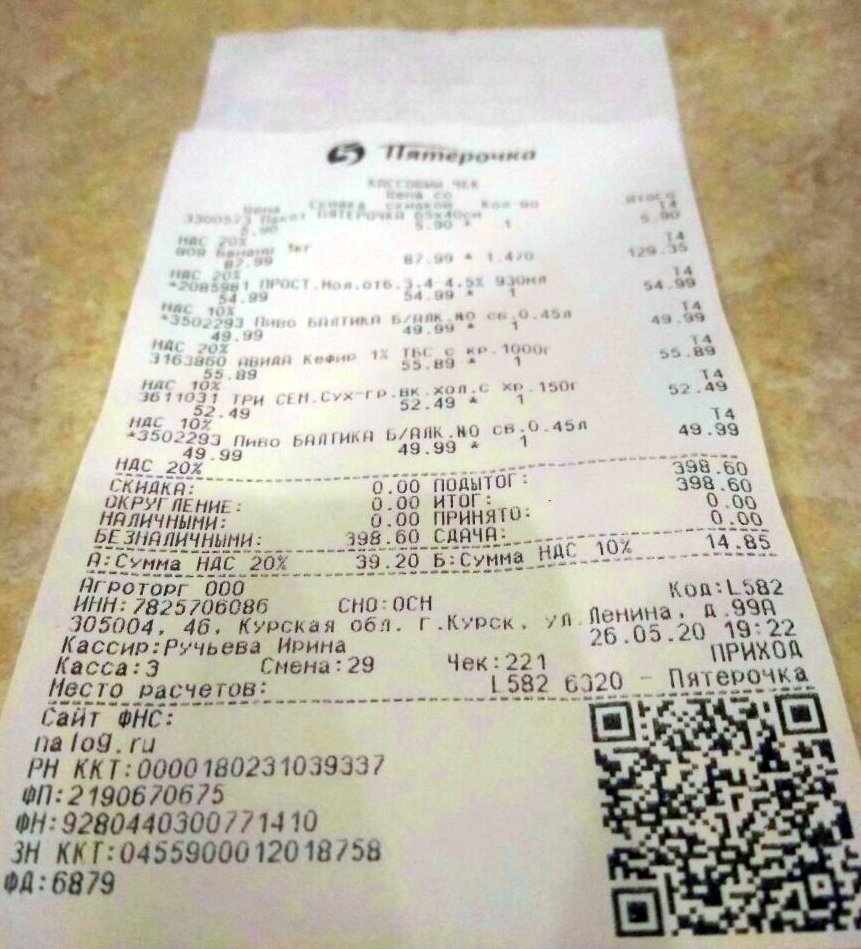 5 Пятёрочка
КАССОВЫЙ ЧЕК
Цена со
Цена Скидка скидкой Кол-во Итого
3300573 Пакет ПЯТЕРОЧКА 65х40см Т4
5.90 5.90 * 1 5.90
НДС 20%
Бананы 1кг Т4
87.99 87.99 * 1.470 129.35
НДС 20%
*2085981 ПРОСТ.Мол.отб.3,4-4,5% 930мл Т4
54.99 54.99 * 1 54.99
НДС 10%
*3502293 Пиво БАЛТИКА Б/АЛК.NO св.0.45л Т4
49.99 49.99 * 1 49.99
НДС 20%
3163860 АВИДА Кефир 1% ТБС с кр.1000г Т4
55.89 55.89 * 1 55.89
НДС 10%
3611031 ТРИ СЕМ.Сух-гр.ВК.ХОЛ.С ХР.150г Т4
52.49 52.49 * 1 52.49
НДС 10%
*3502293 Пиво БАЛТИКА Б/АЛК.NO св.0.45л Т4
49.99 49.99 * 1 49.99
НДС 20%
СКИДКА: 0.00 ПОДЫТОГ: 398.60
ОКРУГЛЕНИЕ: 0.00 ИТОГ: 398.60
НАЛИЧНЫМИ: 0.00 ПРИНЯТО: 0.00
БЕЗНАЛИЧНЫМИ: 398.60 СДАЧА: 0.00
А:Сумма НДС 20% 39.20 Б:Сумма НДС 10% 14.85
Агроторг ООО Код:L582
ИНН:7825706086 СНО:ОСН
305004, 46, Курская обл. г.Курск, ул.Ленина, д.99А
Кассир:Ручьева Ирина 26.05.20 19:22
Касса:3 Смена:29 Чек:221 ПРИХОД
Место расчетов: L582 6320 - Пятерочка
Сайт ФНС:
nalog.ru
РН ККТ:0000180231039337
ФП:2190670675
ФН:9280440300771410
ЗН ККТ:0455900012018758
ФД:6879